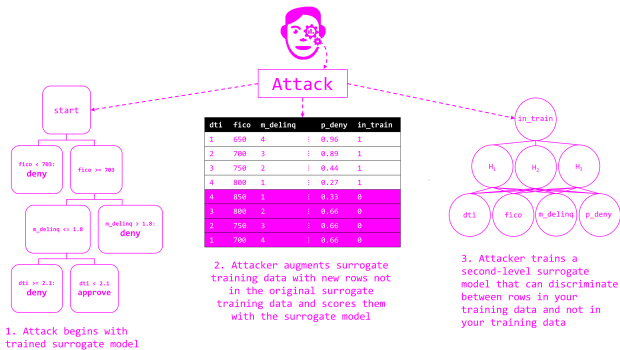 Attack
start
fico < 703:
deny
fico >= 703
m_delinq <= 1.8
m_delinq > 1.8:
deny
dti >= 2.1:
deny
dti < 2.1
approve
1. Attack begins with
trained surrogate model
dti fico m_delinq p_deny in_train
1 650 4 ⋮ 0.96 1
2 700 3 ⋮ 0.89 1
3 750 2 ⋮ 0.44 1
4 800 1 ⋮ 0.27 1
4 850 1 ⋮ 0.33 0
3 800 2 ⋮ 0.66 0
2 750 3 ⋮ 0.66 0
1 700 4 ⋮ 0.66 0
2. Attacker augments surrogate
training data with new rows not
in the original surrogate
training data and scores them
with the surrogate model
in_train
H1 H2 H3
dti fico m_delinq p_deny
3. Attacker trains a
second-level surrogate
model that can discriminate
between rows in your
training data and not in
your training data